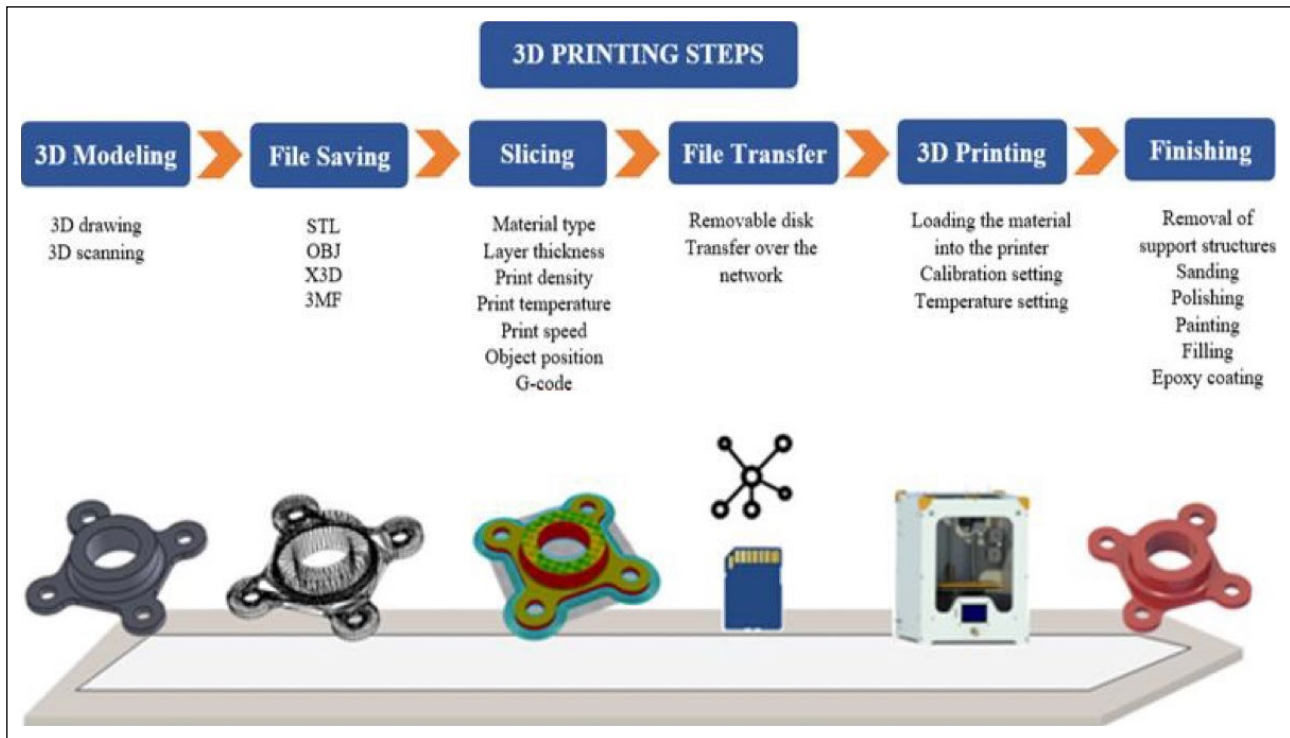 3D PRINTING STEPS
3D Modeling
File Saving
Slicing
File Transfer
3D Printing
Finishing
3D drawing
3D scanning
STL
OBJ
X3D
3MF
Material type
Layer thickness
Print density
Print temperature
Print speed
Object position
G-code
Removable disk
Transfer over the
network
Loading the material
into the printer
Calibration setting
Temperature setting
Removal of
support structures
Sanding
Polishing
Painting
Filling
Epoxy coating